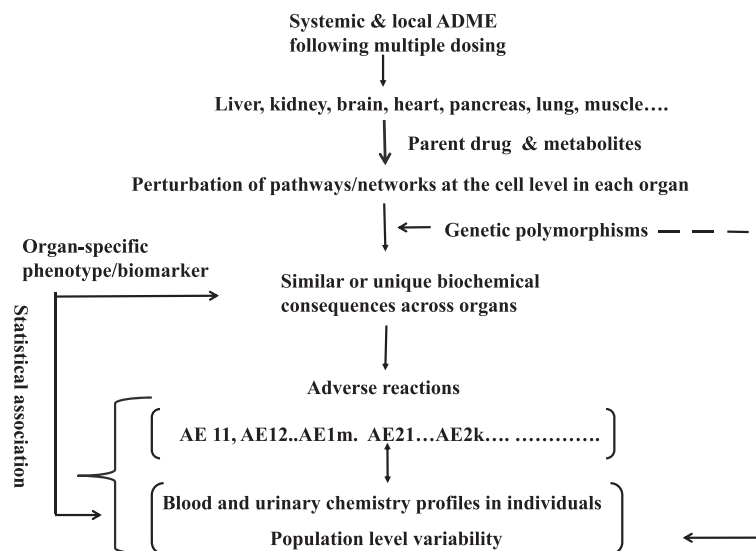 Systemic & local ADME
following multiple dosing
Liver, kidney, brain, heart, pancreas, lung, muscle….
Parent drug & metabolites
Perturbation of pathways/networks at the cell level in each organ
Genetic polymorphisms
Organ-specific
phenotype/biomarker
Similar or unique biochemical
consequences across organs
Statistical association
Adverse reactions
AE 11, AE12..AE1m. AE21…AE2k…. ………….
Blood and urinary chemistry profiles in individuals
Population level variability